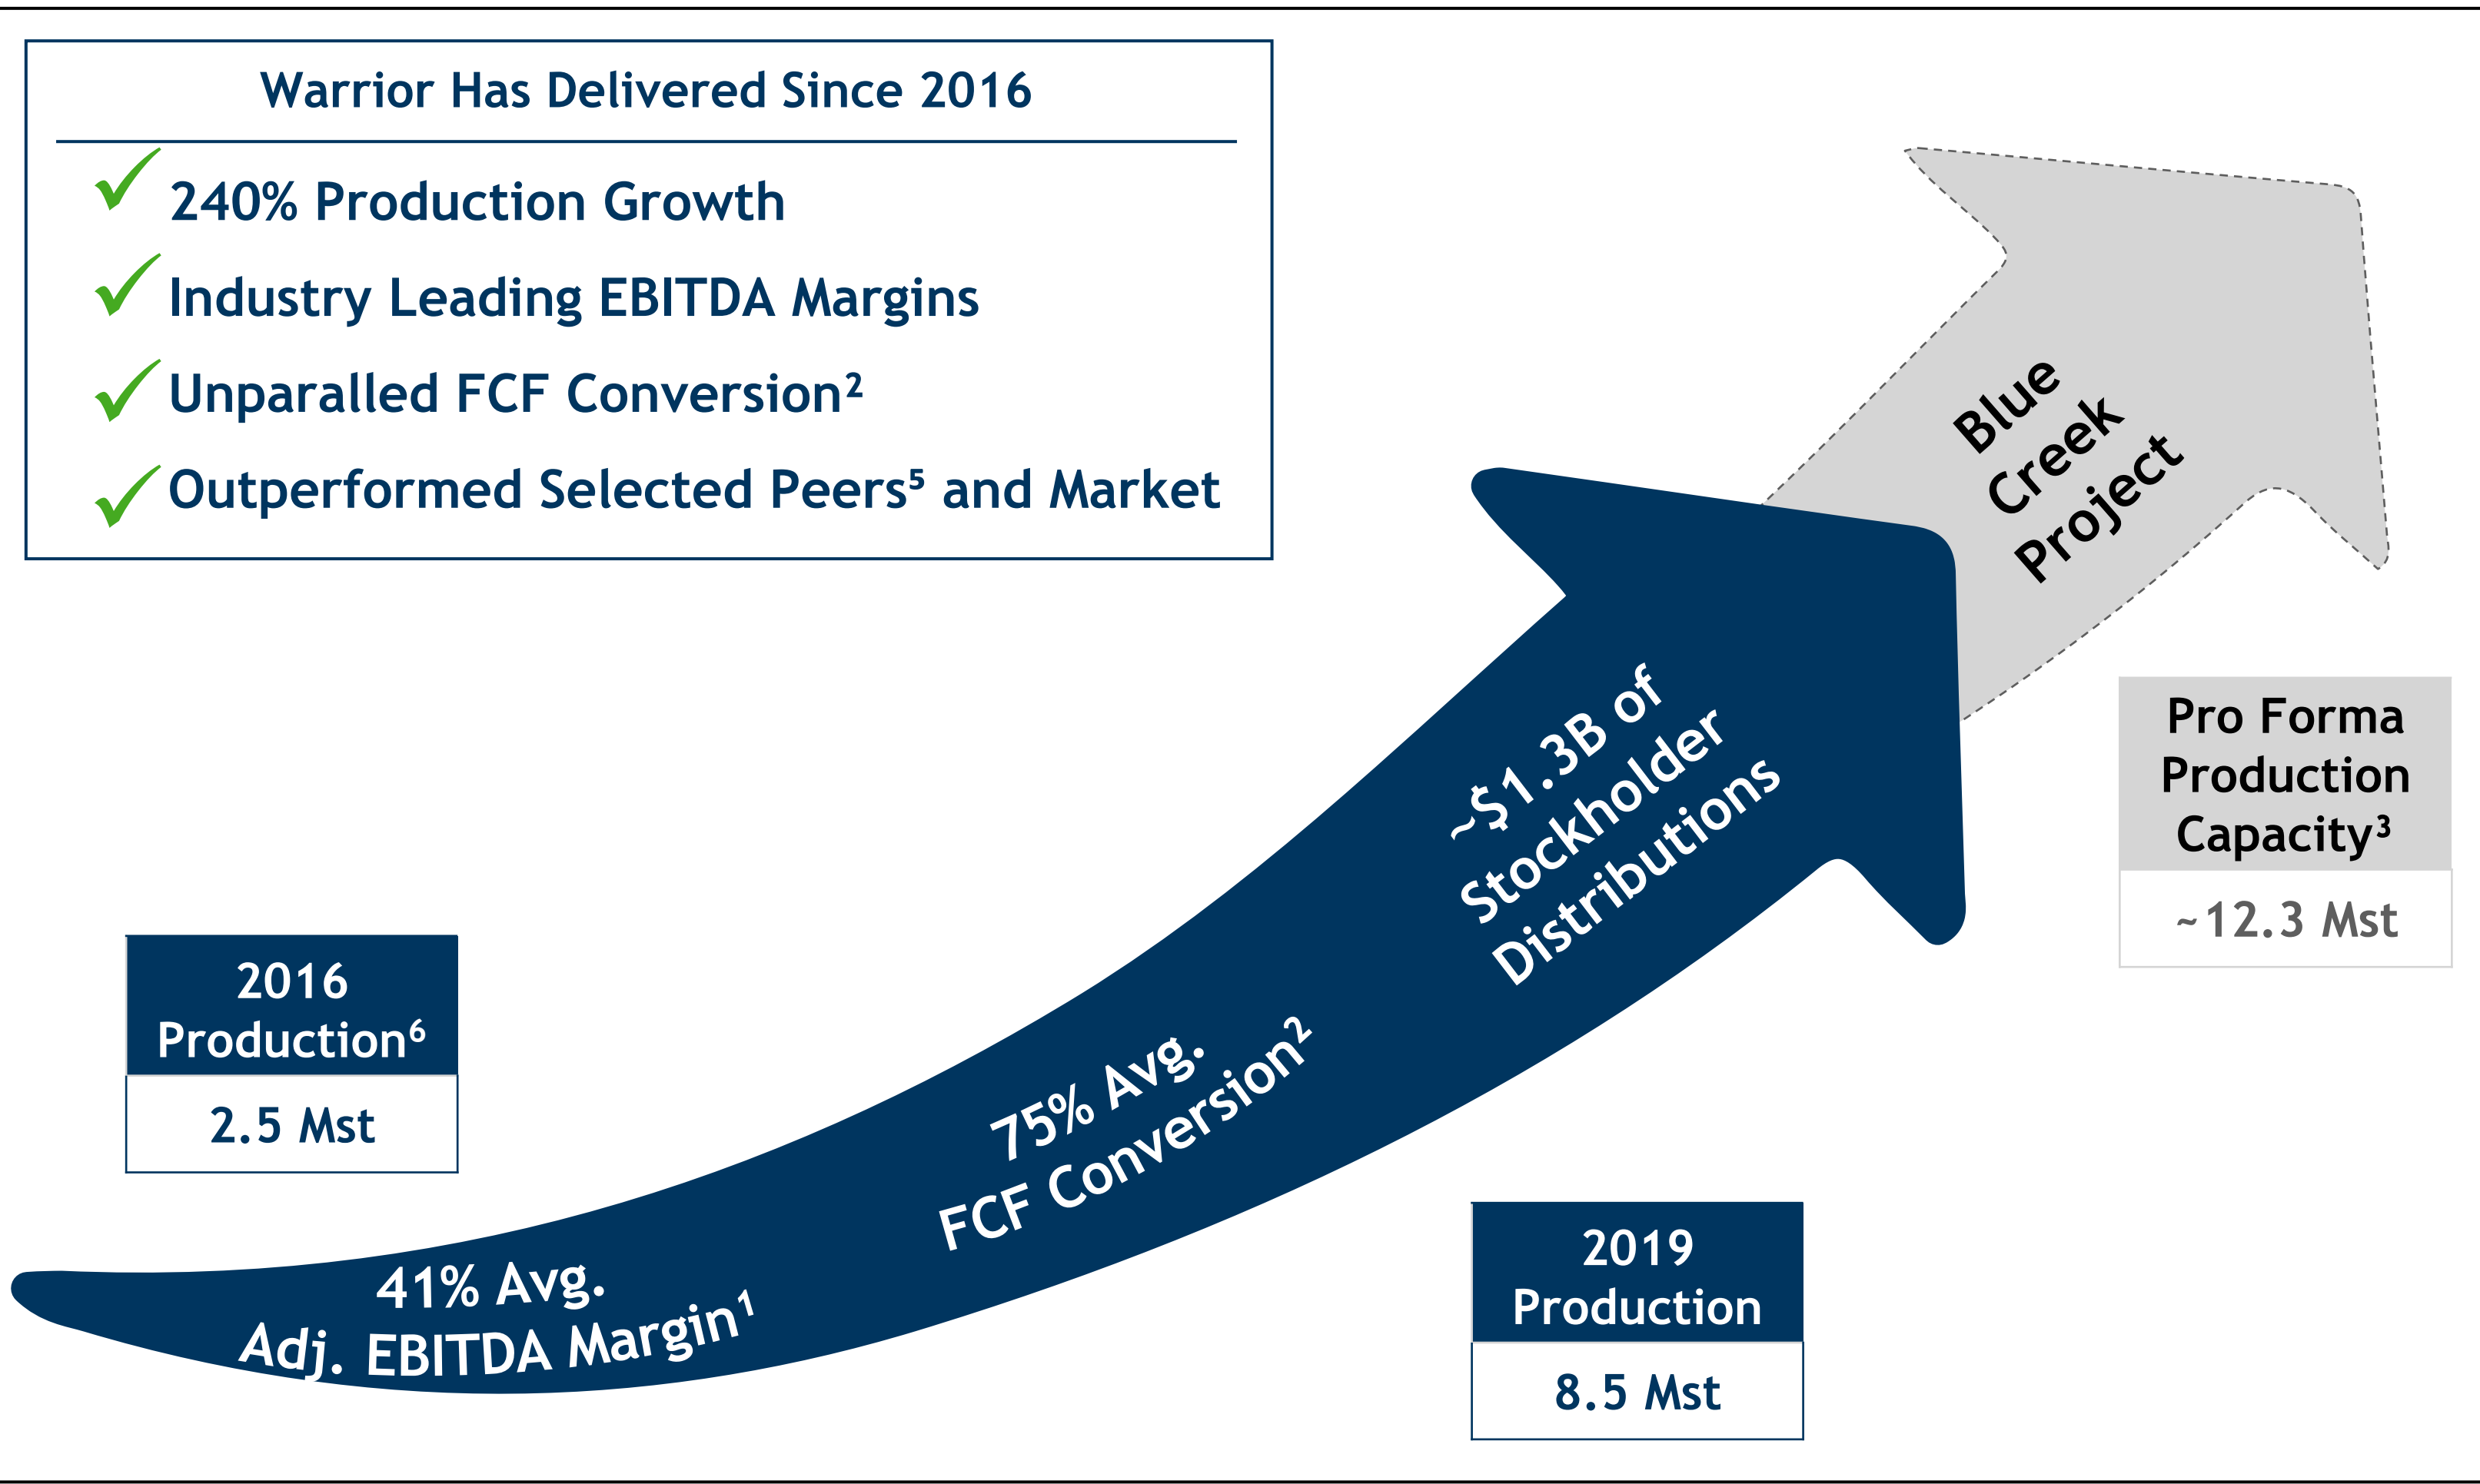 Warrior Has Delivered Since 2016
240% Production Growth
Industry Leading EBITDA Margins
Unparalled FCF Conversion²
Outperformed Selected Peers⁵ and Market
Blue
Creek
Project
~$1.3B of
Stockholder
Distributions
Pro Forma
Production
Capacity³
~12.3 Mst
2016
Production⁶
2.5 Mst
75% Avg.
FCF Conversion²
41% Avg.
Adj. EBITDA Margin¹
2019
Production
8.5 Mst